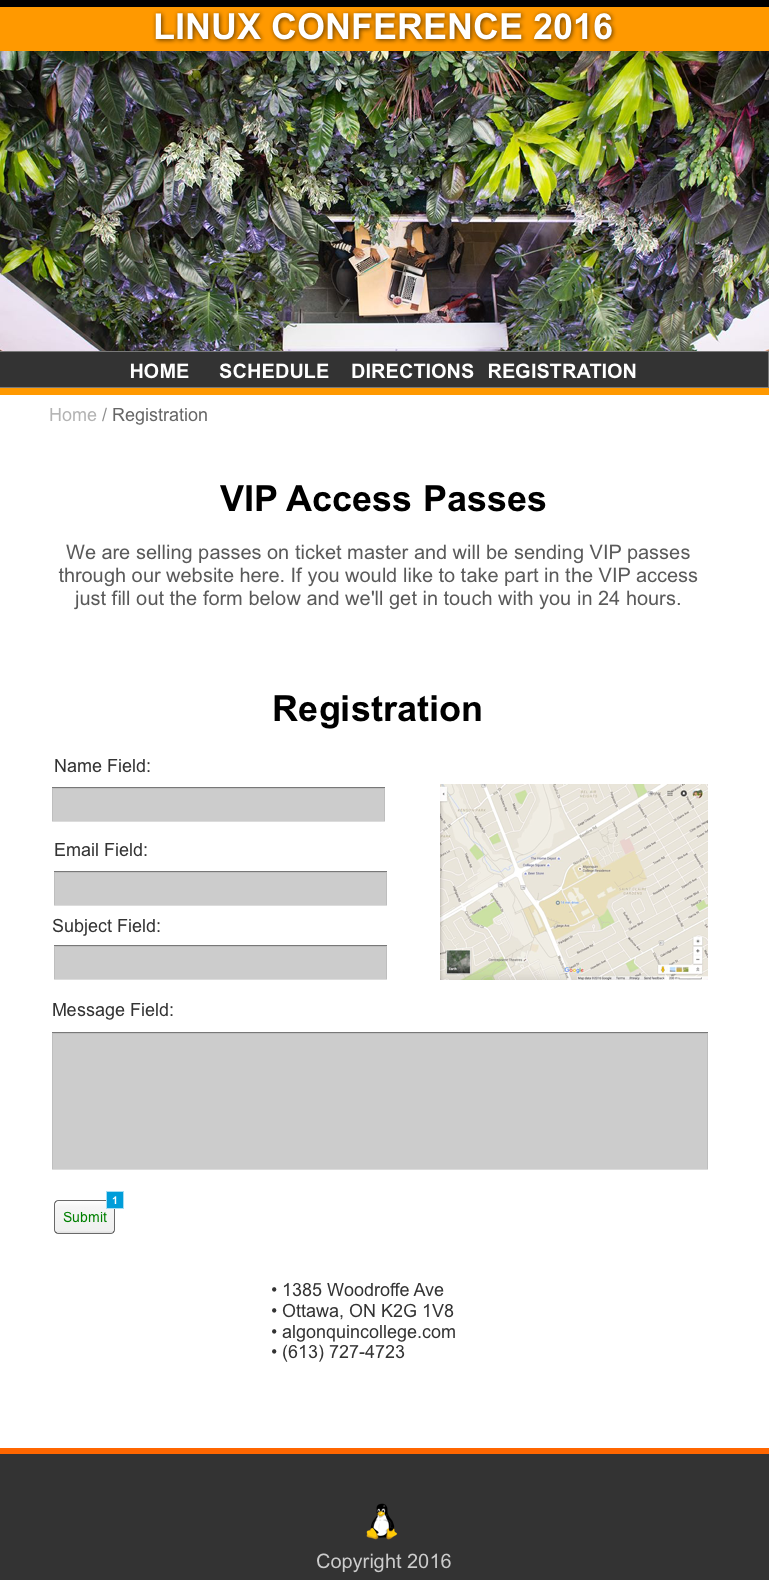 LINUX CONFERENCE 2016
HOME SCHEDULE DIRECTIONS REGISTRATION
Home / Registration
VIP Access Passes
We are selling passes on ticket master and will be sending VIP passes
through our website here. If you would like to take part in the VIP access
just fill out the form below and we'll get in touch with you in 24 hours.
Registration
Name Field:
Email Field:
Subject Field:
Message Field:
Google
1
Submit
• 1385 Woodroffe Ave
• Ottawa, ON K2G 1V8
• algonquincollege.com
• (613) 727-4723
Copyright 2016